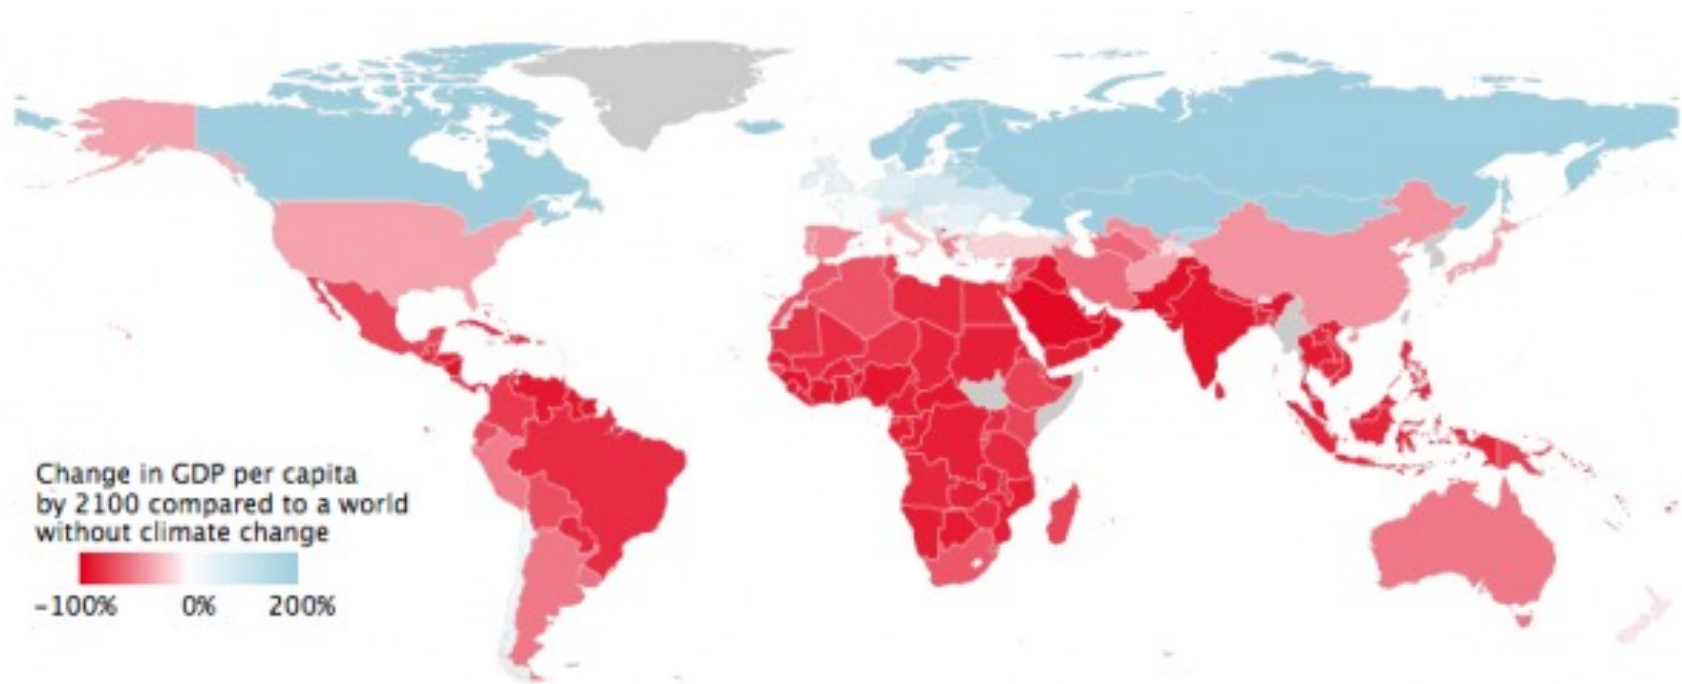 Change in GDP per capita
by 2100 compared to a world
without climate change
-100% 0% 200%